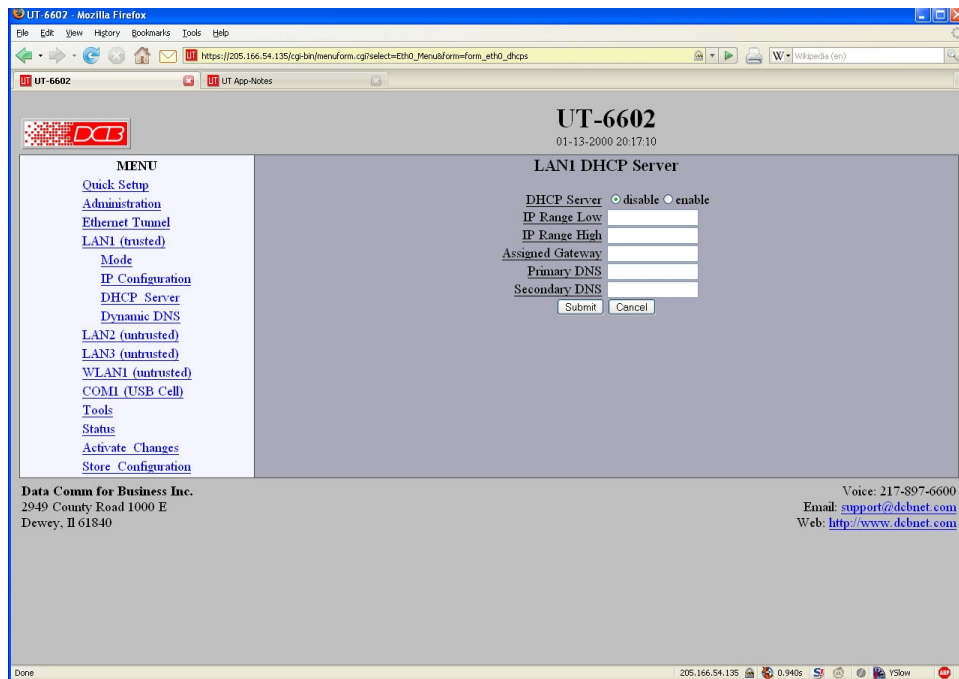 UT-6602 - Mozilla Firefox
File Edit View History Bookmarks Tools Help
UT https://205.166.54.135/cgi-bin/menuform.cgi?select=Eth0_Menu&form=form_eth0_dhcps
W Wikipedia (en)
UT UT-6602
UT UT App-Notes
DCB
UT-6602
01-13-2000 20:17:10
MENU
Quick Setup
Administration
Ethernet Tunnel
LAN1 (trusted)
Mode
IP Configuration
DHCP Server
Dynamic DNS
LAN2 (untrusted)
LAN3 (untrusted)
WLAN1 (untrusted)
COM1 (USB Cell)
Tools
Status
Activate Changes
Store Configuration
LAN1 DHCP Server
DHCP Server disable enable
IP Range Low
IP Range High
Assigned Gateway
Primary DNS
Secondary DNS
Submit Cancel
Data Comm for Business Inc.
2949 County Road 1000 E
Dewey, Il 61840
Voice: 217-897-6600
Email: support@dcbnet.com
Web: http://www.dcbnet.com
Done
205.166.54.135 0.940s YSlow ABP